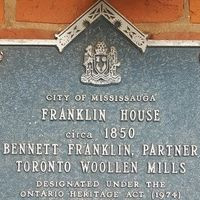 CITY OF MISSISSAUGA
FRANKLIN HOUSE
circa 1850
BENNETT FRANKLIN, PARTNER
TORONTO WOOLLEN MILLS
DESIGNATED UNDER THE
ONTARIO HERITAGE ACT (1974)